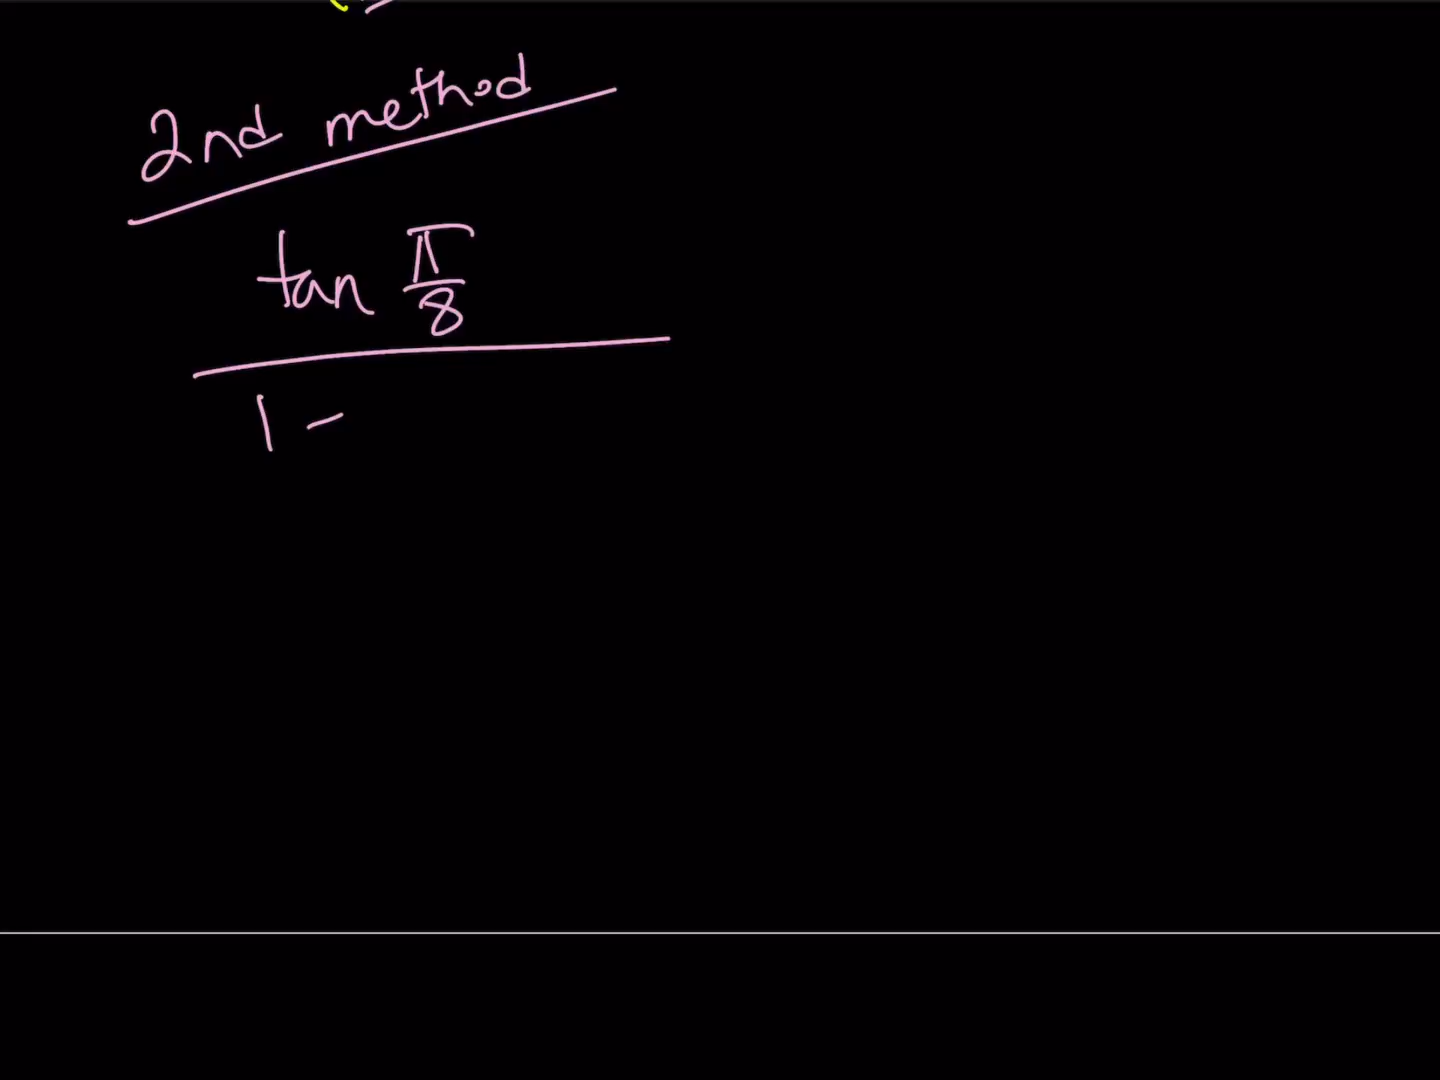 2nd method
tan π/8
1 -